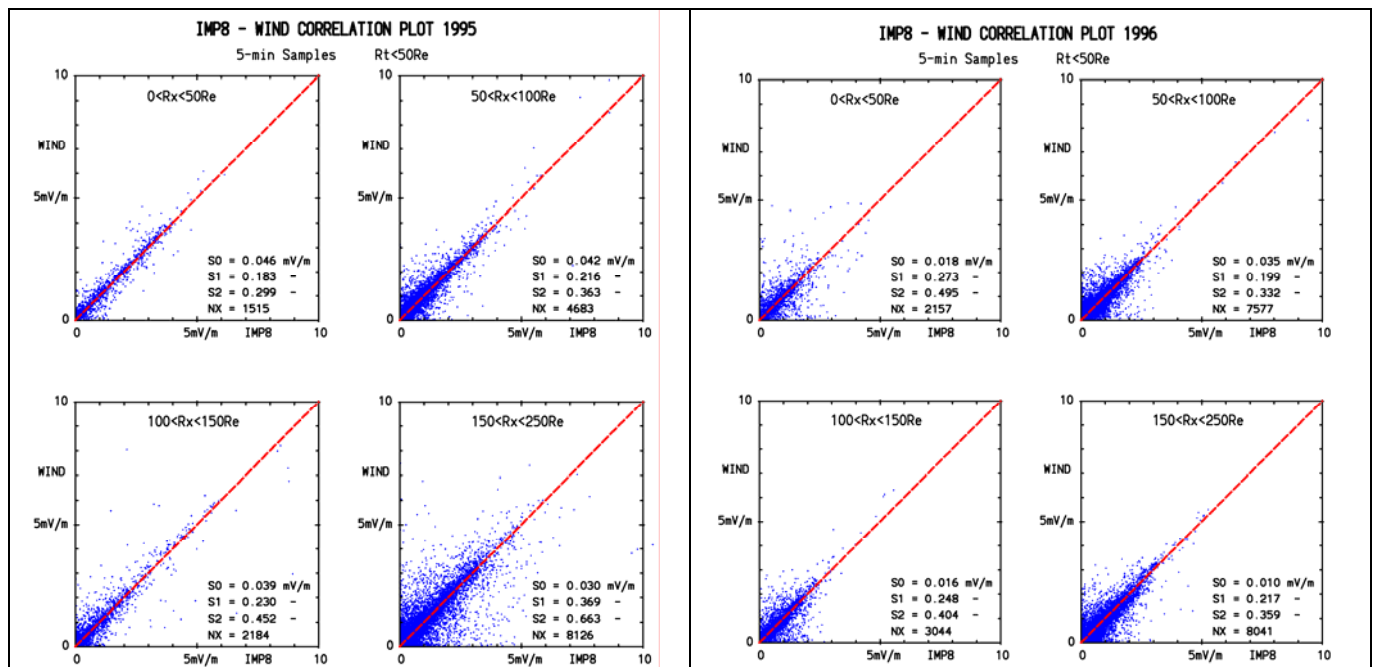 IMP8 - WIND CORRELATION PLOT 1995
5-min Samples Rt<50Re
10
0<Rx<50Re
WIND
5mV/m
S0 = 0.046 mV/m
S1 = 0.183 -
S2 = 0.299 -
NX = 1515
0
0 5mV/m IMP8 10
10
50<Rx<100Re
WIND
5mV/m
S0 = 0.042 mV/m
S1 = 0.216 -
S2 = 0.363 -
NX = 4683
0
0 5mV/m IMP8 10
10
100<Rx<150Re
WIND
5mV/m
S0 = 0.039 mV/m
S1 = 0.230 -
S2 = 0.452 -
NX = 2184
0
0 5mV/m IMP8 10
10
150<Rx<250Re
WIND
5mV/m
S0 = 0.030 mV/m
S1 = 0.369 -
S2 = 0.663 -
NX = 8126
0
0 5mV/m IMP8 10
IMP8 - WIND CORRELATION PLOT 1996
5-min Samples Rt<50Re
10
0<Rx<50Re
WIND
5mV/m
S0 = 0.018 mV/m
S1 = 0.273 -
S2 = 0.495 -
NX = 2157
0
0 5mV/m IMP8 10
10
50<Rx<100Re
WIND
5mV/m
S0 = 0.035 mV/m
S1 = 0.199 -
S2 = 0.332 -
NX = 7577
0
0 5mV/m IMP8 10
10
100<Rx<150Re
WIND
5mV/m
S0 = 0.016 mV/m
S1 = 0.248 -
S2 = 0.404 -
NX = 3044
0
0 5mV/m IMP8 10
10
150<Rx<250Re
WIND
5mV/m
S0 = 0.010 mV/m
S1 = 0.217 -
S2 = 0.359 -
NX = 8041
0
0 5mV/m IMP8 10